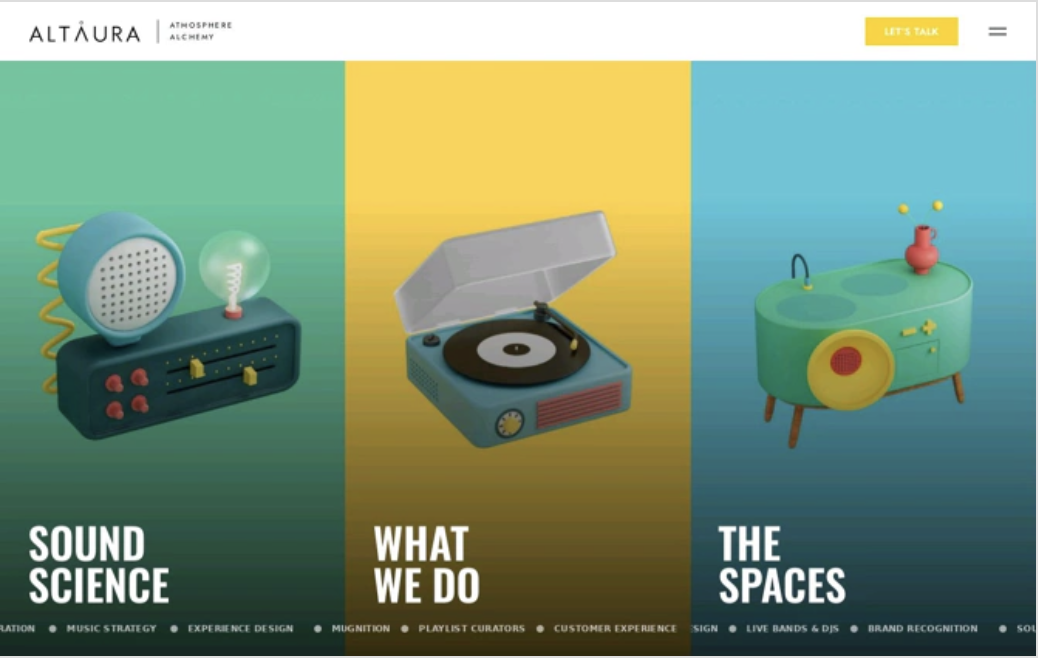 ALTÅURA
ATMOSPHERE
ALCHEMY
LET'S TALK
SOUND
SCIENCE
WHAT
WE DO
THE
SPACES
RATION ● MUSIC STRATEGY ● EXPERIENCE DESIGN ● MUGNITION ● PLAYLIST CURATORS ● CUSTOMER EXPERIENCE SIGN ● LIVE BANDS & DJS ● BRAND RECOGNITION ● SOU